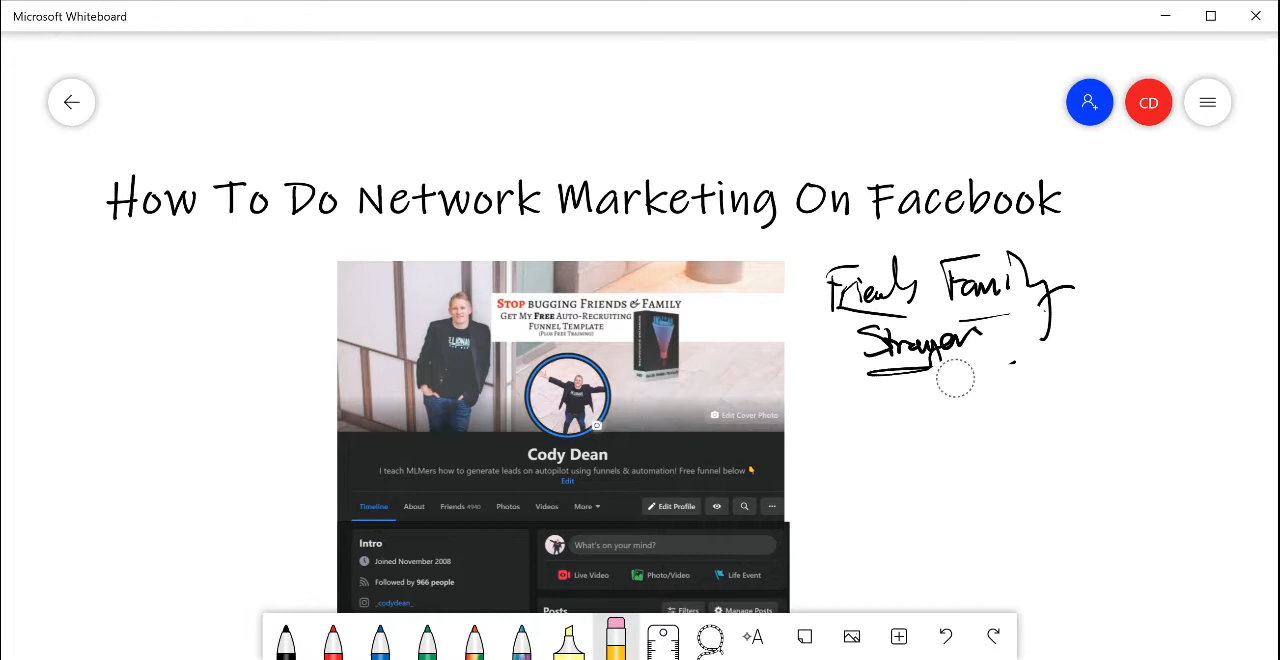 Microsoft Whiteboard
CD
How To Do Network Marketing On Facebook
Friends Family
STOP BUGGING FRIENDS & FAMILY
GET MY FREE AUTO-RECRUITING
FUNNEL TEMPLATE
(PLUS FREE TRAINING)
Edit Cover Photo
Cody Dean
I teach MLMers how to generate leads on autopilot using funnels & automation! Free funnel below 👇
Edit
Timeline About Friends 4940 Photos Videos More Edit Profile
Intro
Joined November 2008
Followed by 966 people
_codydean_
What's on your mind?
Live Video Photo/Video Life Event
Posts Filters Manage Posts
A